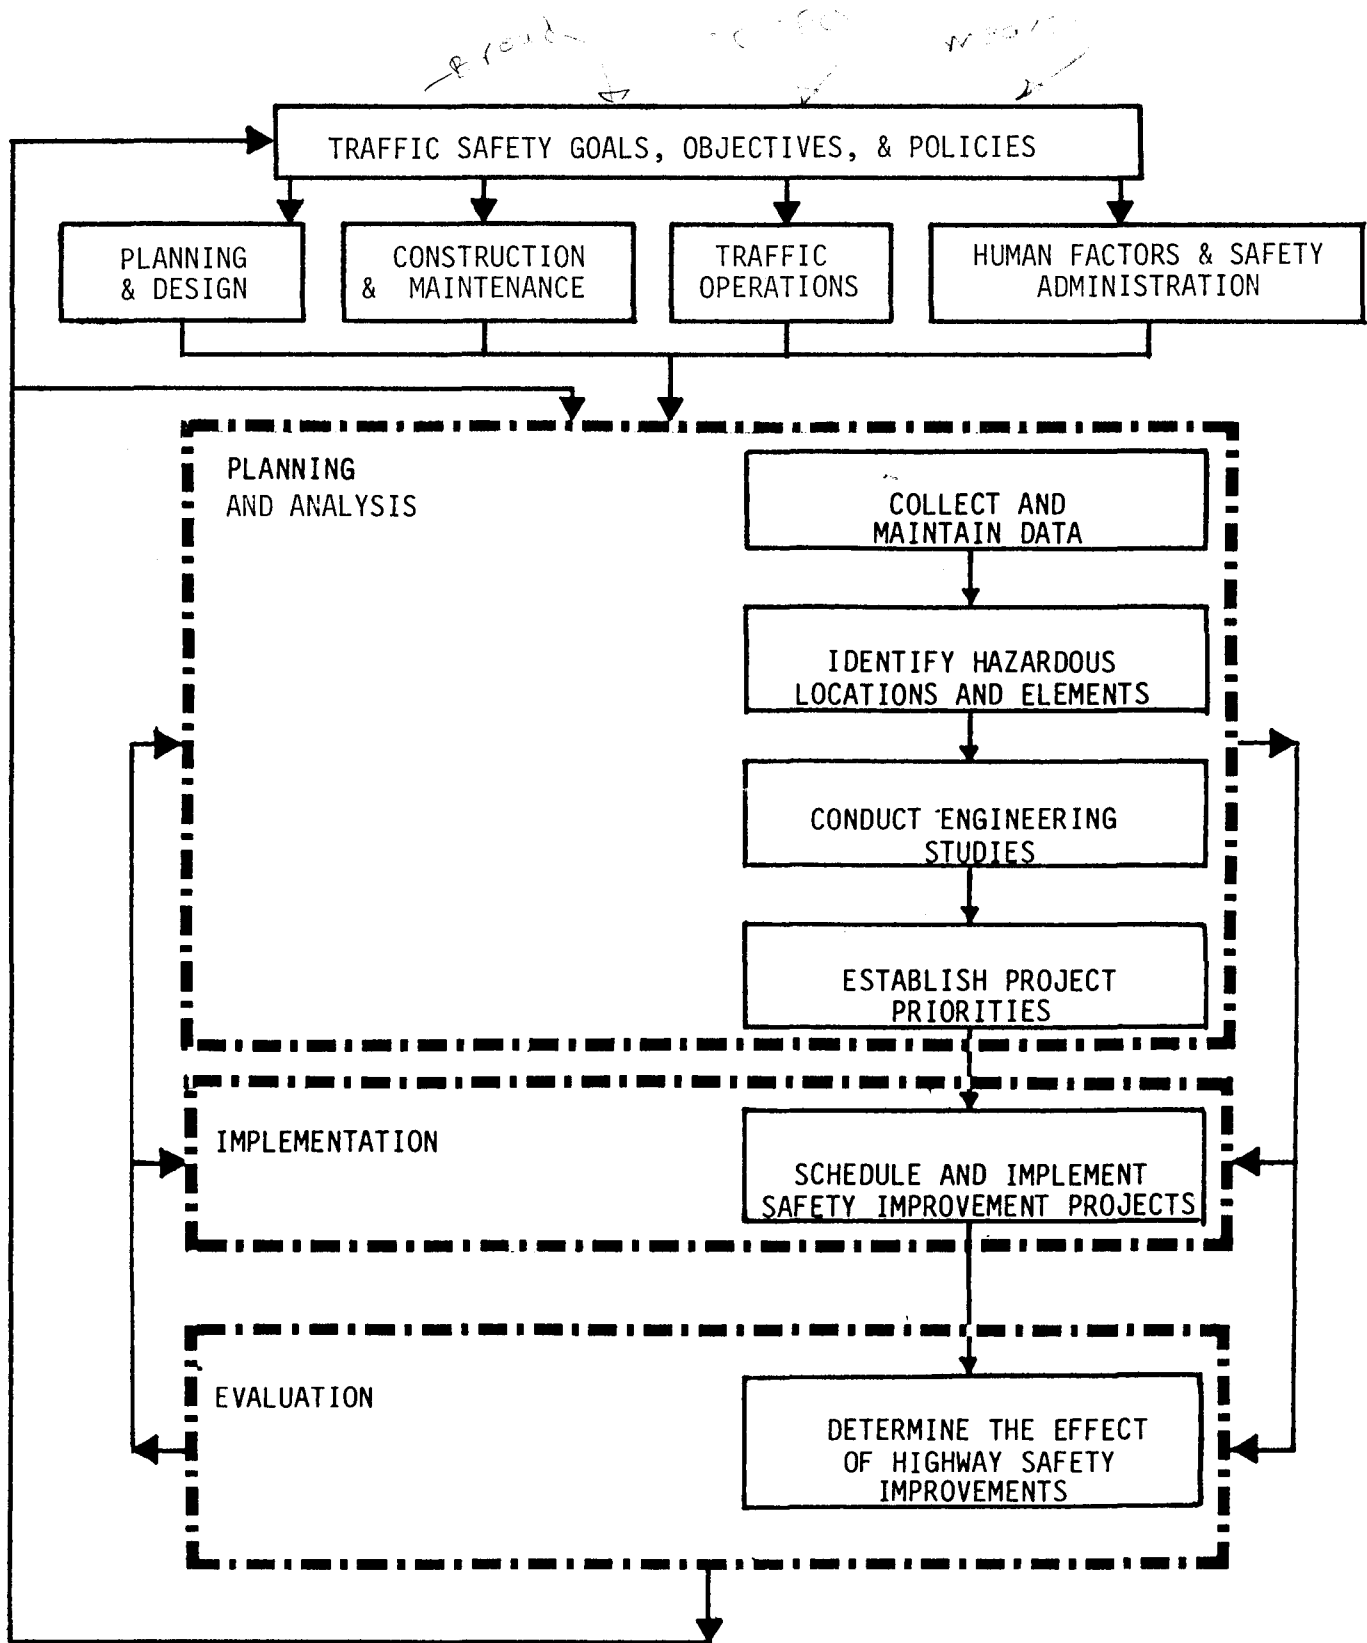 Broad
TRAFFIC SAFETY GOALS, OBJECTIVES, & POLICIES
PLANNING
& DESIGN
CONSTRUCTION
& MAINTENANCE
TRAFFIC
OPERATIONS
HUMAN FACTORS & SAFETY
ADMINISTRATION
PLANNING
AND ANALYSIS
COLLECT AND
MAINTAIN DATA
IDENTIFY HAZARDOUS
LOCATIONS AND ELEMENTS
CONDUCT ENGINEERING
STUDIES
ESTABLISH PROJECT
PRIORITIES
IMPLEMENTATION
SCHEDULE AND IMPLEMENT
SAFETY IMPROVEMENT PROJECTS
EVALUATION
DETERMINE THE EFFECT
OF HIGHWAY SAFETY
IMPROVEMENTS